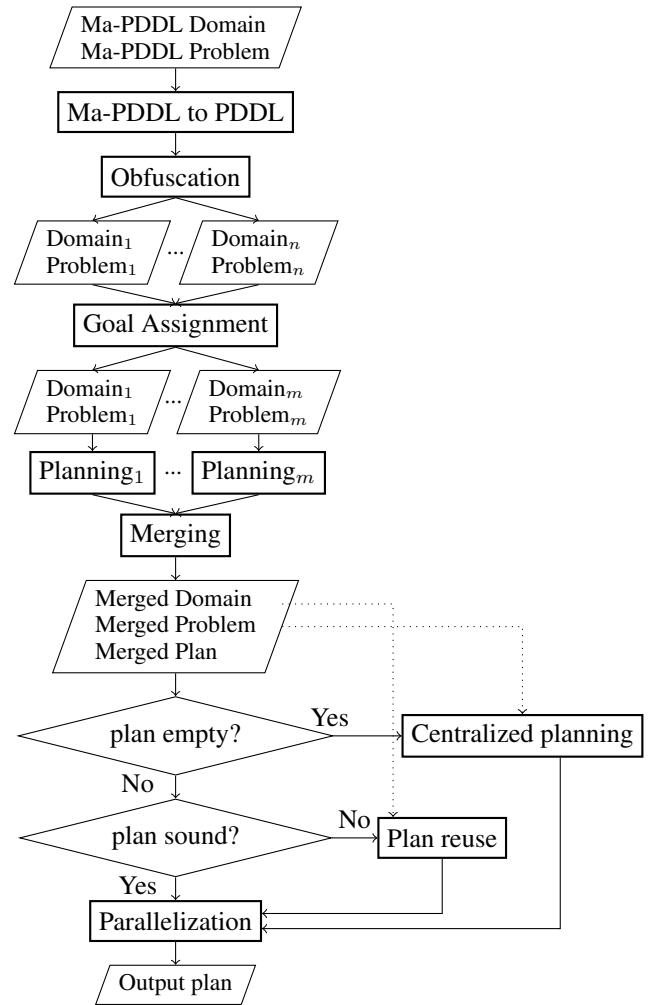 Ma-PDDL Domain
Ma-PDDL Problem
Ma-PDDL to PDDL
Obfuscation
Domain₁ ... Domainₙ
Problem₁ Problemₙ
Goal Assignment
Domain₁ ... Domainₘ
Problem₁ Problemₘ
Planning₁ ... Planningₘ
Merging
Merged Domain
Merged Problem
Merged Plan
plan empty?
Yes
Centralized planning
No
plan sound?
No
Plan reuse
Yes
Parallelization
Output plan